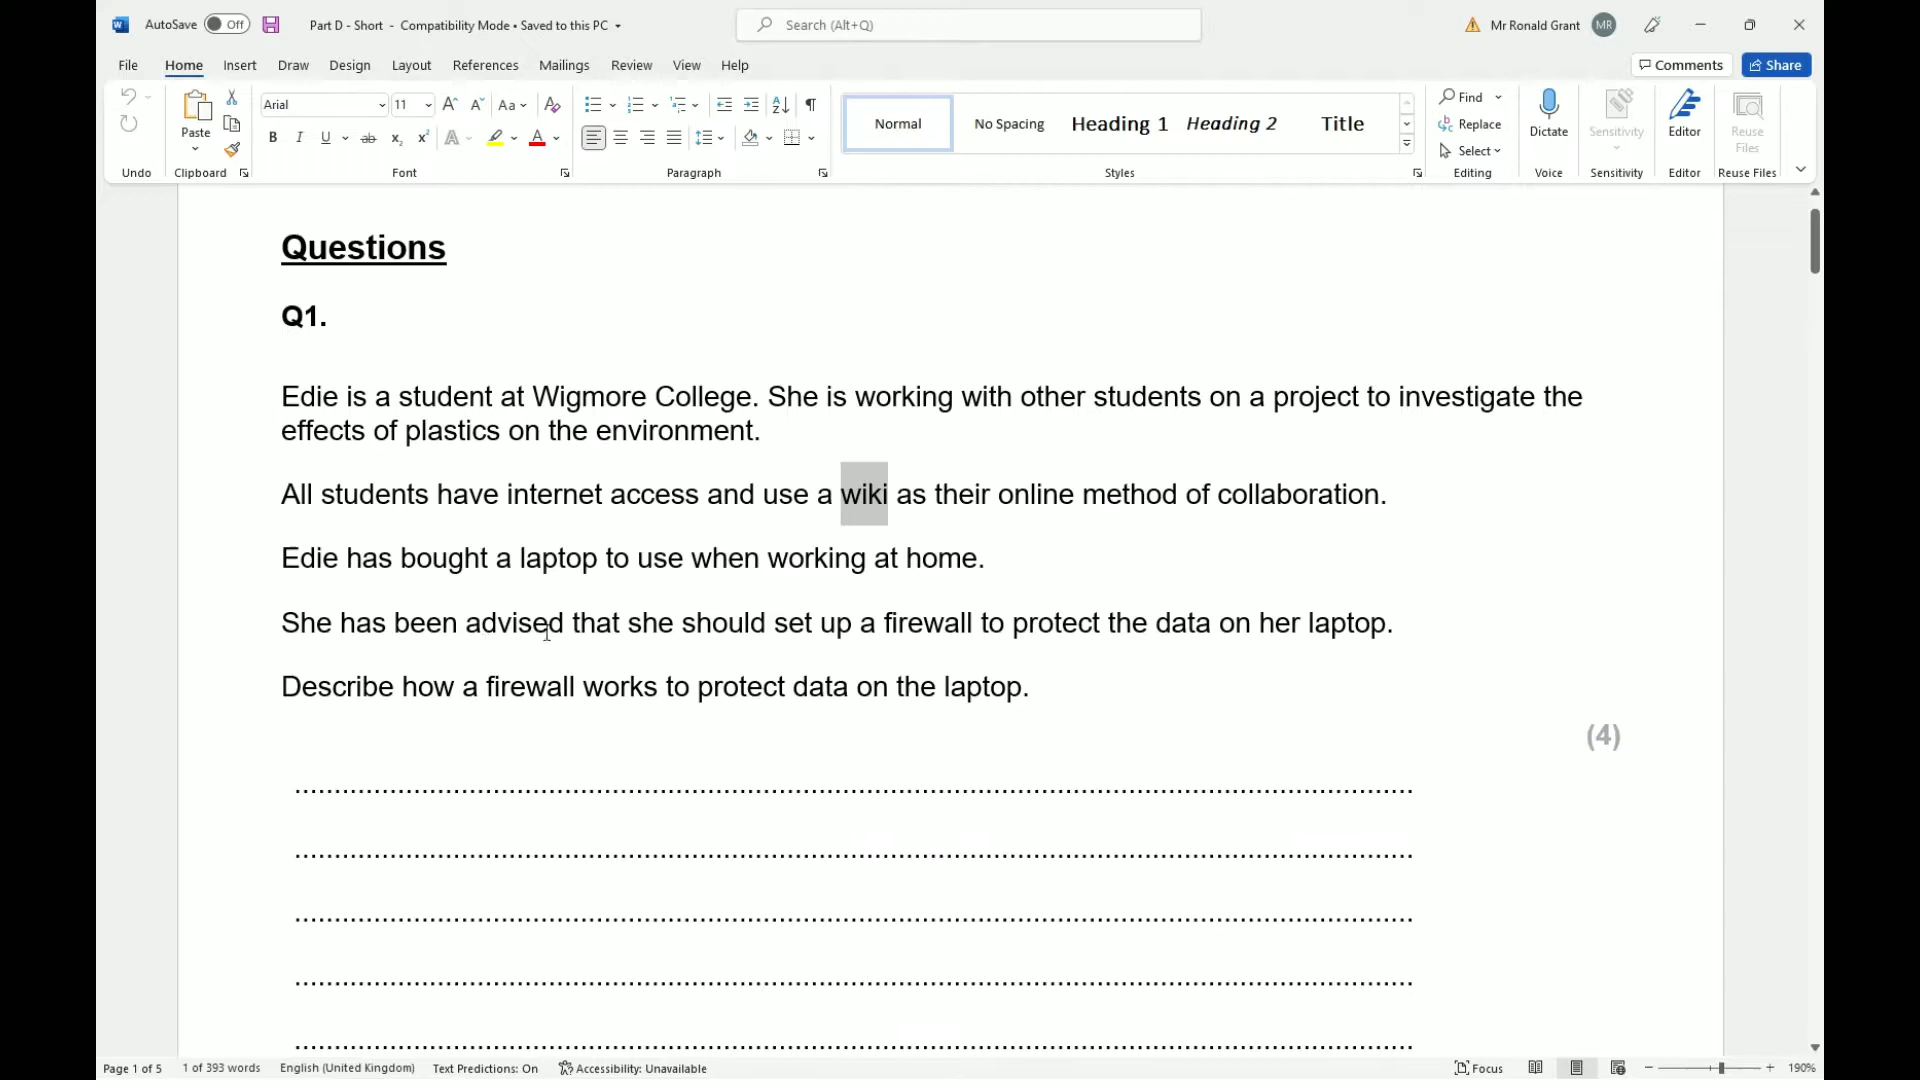 AutoSave Off Part D - Short - Compatibility Mode • Saved to this PC Search (Alt+Q) Mr Ronald Grant MR
File Home Insert Draw Design Layout References Mailings Review View Help Comments Share
Paste Arial 11 Aa Normal No Spacing Heading 1 Heading 2 Title Find Replace Select Dictate Sensitivity Editor Reuse Files
Undo Clipboard Font Paragraph Styles Editing Voice Sensitivity Editor Reuse Files
Questions
Q1.
Edie is a student at Wigmore College. She is working with other students on a project to investigate the
effects of plastics on the environment.
All students have internet access and use a wiki as their online method of collaboration.
Edie has bought a laptop to use when working at home.
She has been advised that she should set up a firewall to protect the data on her laptop.
Describe how a firewall works to protect data on the laptop.
(4)
Page 1 of 5 1 of 393 words English (United Kingdom) Text Predictions: On Accessibility: Unavailable Focus 190%